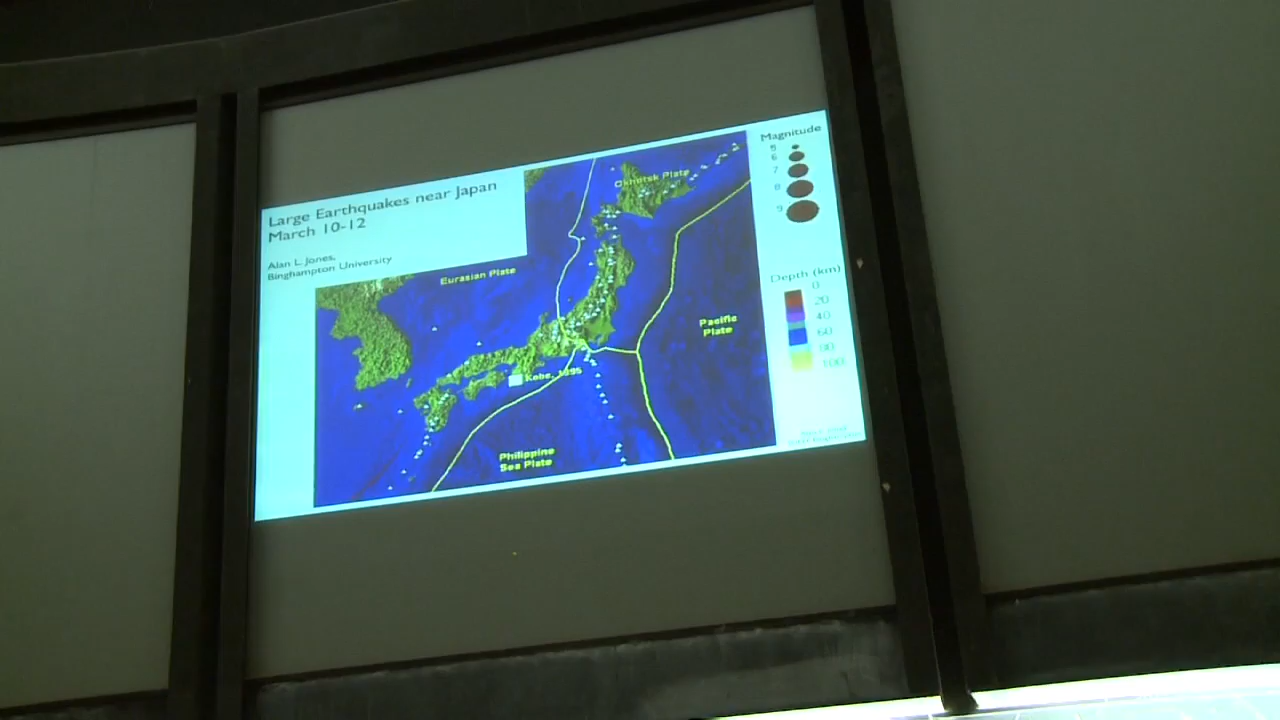 Large Earthquakes near Japan
March 10-12
Alan L. Jones,
Binghampton University
Magnitude
5
6
7
8
9
Okhotsk Plate
Eurasian Plate
Pacific
Plate
Kobe, 1995
Philippine
Sea Plate
Depth (km)
0
20
40
60
80
100